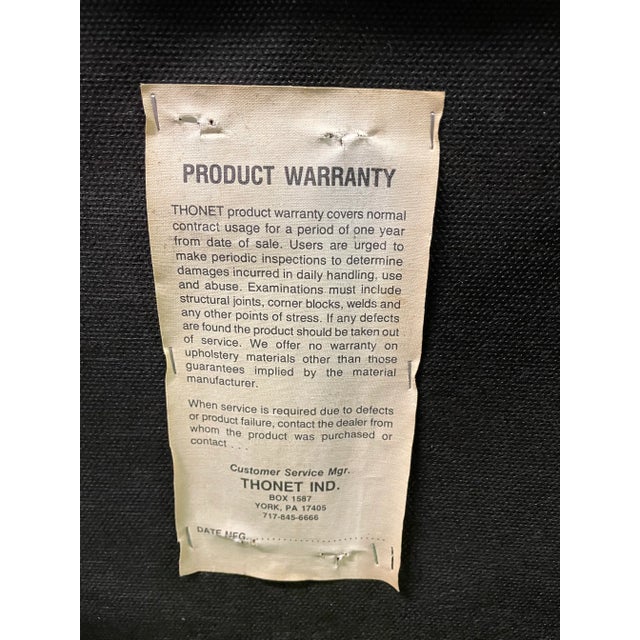 PRODUCT WARRANTY
THONET product warranty covers normal
contract usage for a period of one year
from date of sale. Users are urged to
make periodic inspections to determine
damages incurred in daily handling, use
and abuse. Examinations must include
structural joints, corner blocks, welds and
any other points of stress. If any defects
are found the product should be taken out
of service. We offer no warranty on
upholstery materials other than those
guarantees implied by the material
manufacturer.
When service is required due to defects
or product failure, contact the dealer from
whom the product was purchased or
contact . . .
Customer Service Mgr.
THONET IND.
BOX 1587
YORK, PA 17405
717-845-6666
DATE MFG.